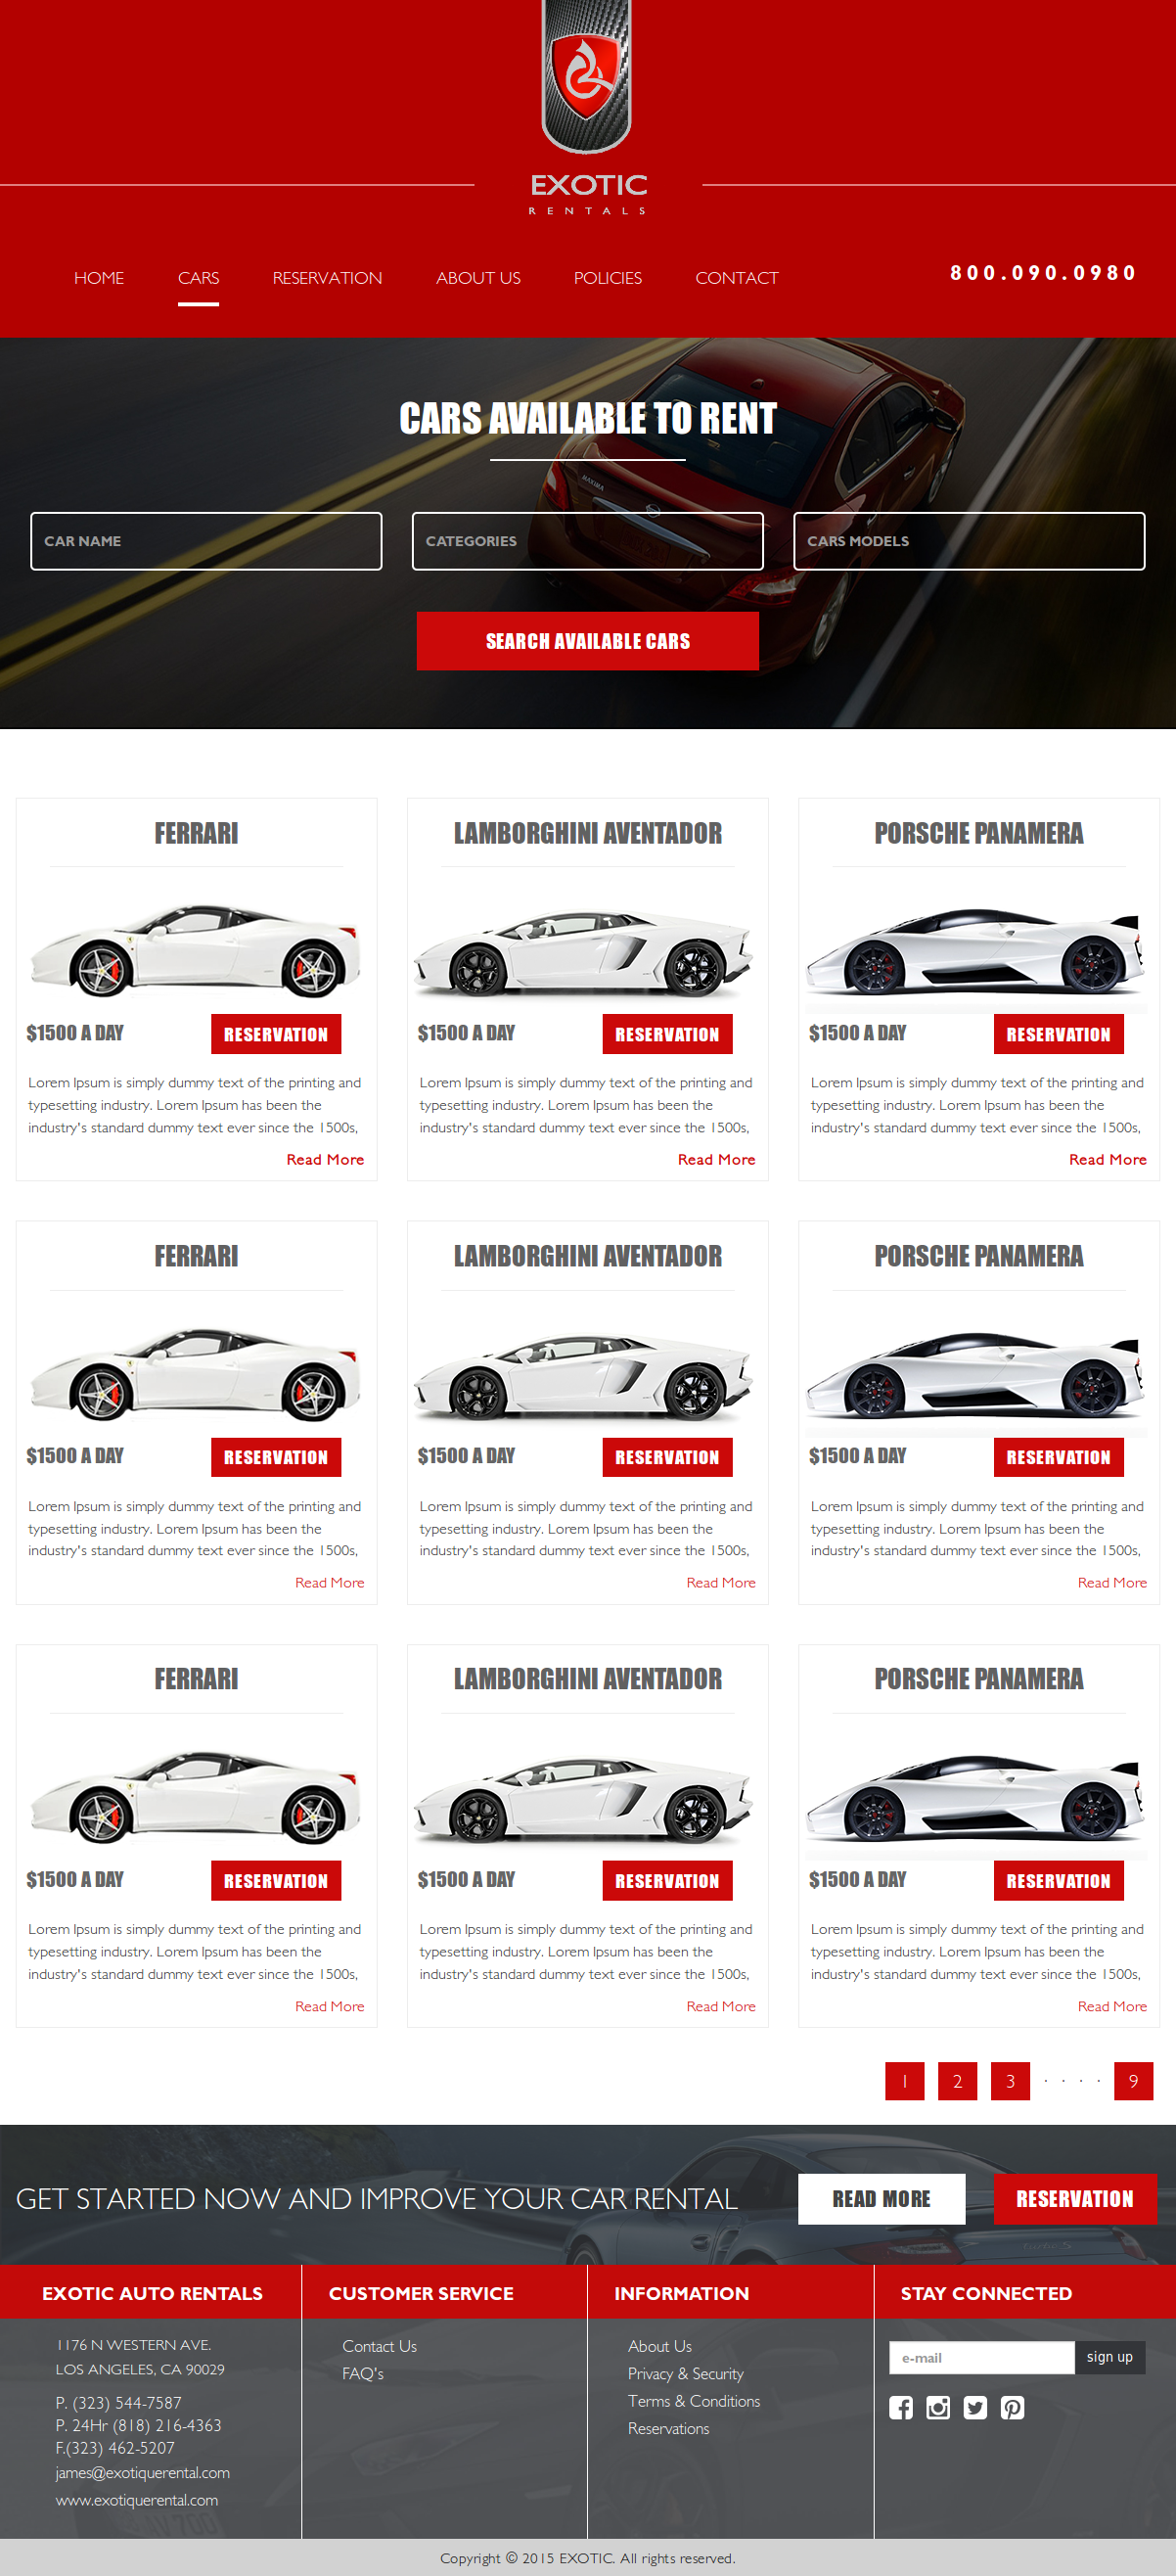 EXOTIC
RENTALS
HOME CARS RESERVATION ABOUT US POLICIES CONTACT 800.090.0980
CARS AVAILABLE TO RENT
MAXIMA
CAR NAME CATEGORIES CARS MODELS
SEARCH AVAILABLE CARS
FERRARI LAMBORGHINI AVENTADOR PORSCHE PANAMERA
$1500 A DAY RESERVATION $1500 A DAY RESERVATION $1500 A DAY RESERVATION
Lorem Ipsum is simply dummy text of the printing and Lorem Ipsum is simply dummy text of the printing and Lorem Ipsum is simply dummy text of the printing and
typesetting industry. Lorem Ipsum has been the typesetting industry. Lorem Ipsum has been the typesetting industry. Lorem Ipsum has been the
industry's standard dummy text ever since the 1500s, industry's standard dummy text ever since the 1500s, industry's standard dummy text ever since the 1500s,
Read More Read More Read More
FERRARI LAMBORGHINI AVENTADOR PORSCHE PANAMERA
$1500 A DAY RESERVATION $1500 A DAY RESERVATION $1500 A DAY RESERVATION
Lorem Ipsum is simply dummy text of the printing and Lorem Ipsum is simply dummy text of the printing and Lorem Ipsum is simply dummy text of the printing and
typesetting industry. Lorem Ipsum has been the typesetting industry. Lorem Ipsum has been the typesetting industry. Lorem Ipsum has been the
industry's standard dummy text ever since the 1500s, industry's standard dummy text ever since the 1500s, industry's standard dummy text ever since the 1500s,
Read More Read More Read More
FERRARI LAMBORGHINI AVENTADOR PORSCHE PANAMERA
$1500 A DAY RESERVATION $1500 A DAY RESERVATION $1500 A DAY RESERVATION
Lorem Ipsum is simply dummy text of the printing and Lorem Ipsum is simply dummy text of the printing and Lorem Ipsum is simply dummy text of the printing and
typesetting industry. Lorem Ipsum has been the typesetting industry. Lorem Ipsum has been the typesetting industry. Lorem Ipsum has been the
industry's standard dummy text ever since the 1500s, industry's standard dummy text ever since the 1500s, industry's standard dummy text ever since the 1500s,
Read More Read More Read More
1 2 3 . . . . 9
GET STARTED NOW AND IMPROVE YOUR CAR RENTAL READ MORE RESERVATION
turbo S
EXOTIC AUTO RENTALS
1176 N WESTERN AVE.
LOS ANGELES, CA 90029
P. (323) 544-7587
P. 24Hr (818) 216-4363
F.(323) 462-5207
james@exotiquerental.com
www.exotiquerental.com
CUSTOMER SERVICE
Contact Us
FAQ's
INFORMATION
About Us
Privacy & Security
Terms & Conditions
Reservations
STAY CONNECTED
e-mail sign up
Copyright © 2015 EXOTIC. All rights reserved.